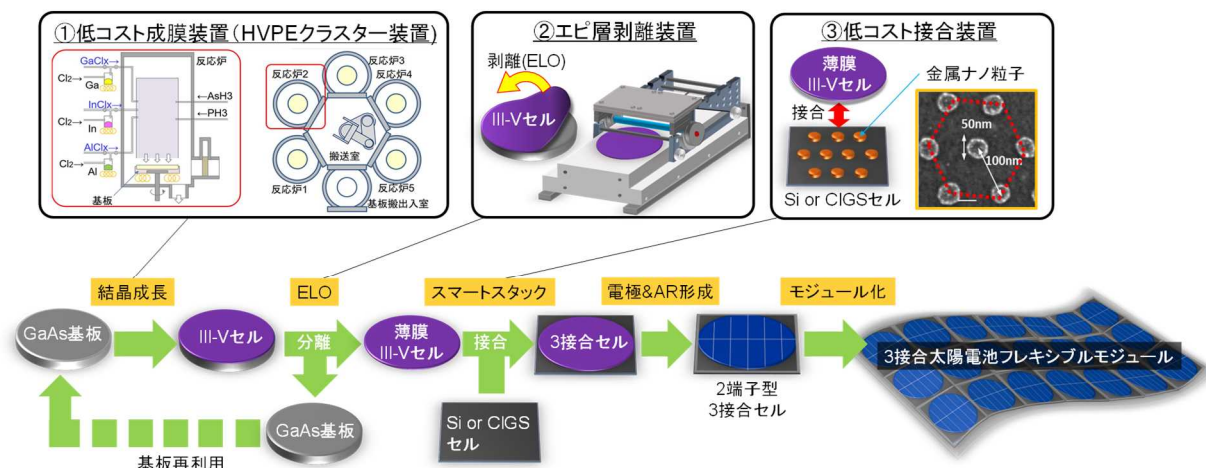 ①低コスト成膜装置(HVPEクラスター装置)
GaClx→
反応炉
Cl2→
Ga
←AsH3
InClx→
←PH3
Cl2→
In
AlClx→
Cl2→
Al
基板
反応炉3
反応炉2
反応炉4
搬送室
反応炉1
反応炉5
基板搬出入室
②エピ層剥離装置
剥離(ELO)
III-Vセル
③低コスト接合装置
薄膜
III-Vセル
金属ナノ粒子
接合
50nm
100nm
Si or CIGSセル
結晶成長
ELO
スマートスタック
電極&AR形成
モジュール化
GaAs基板
III-Vセル
分離
薄膜
III-Vセル
接合
3接合セル
2端子型
3接合セル
3接合太陽電池フレキシブルモジュール
GaAs基板
Si or CIGS
セル
基板再利用